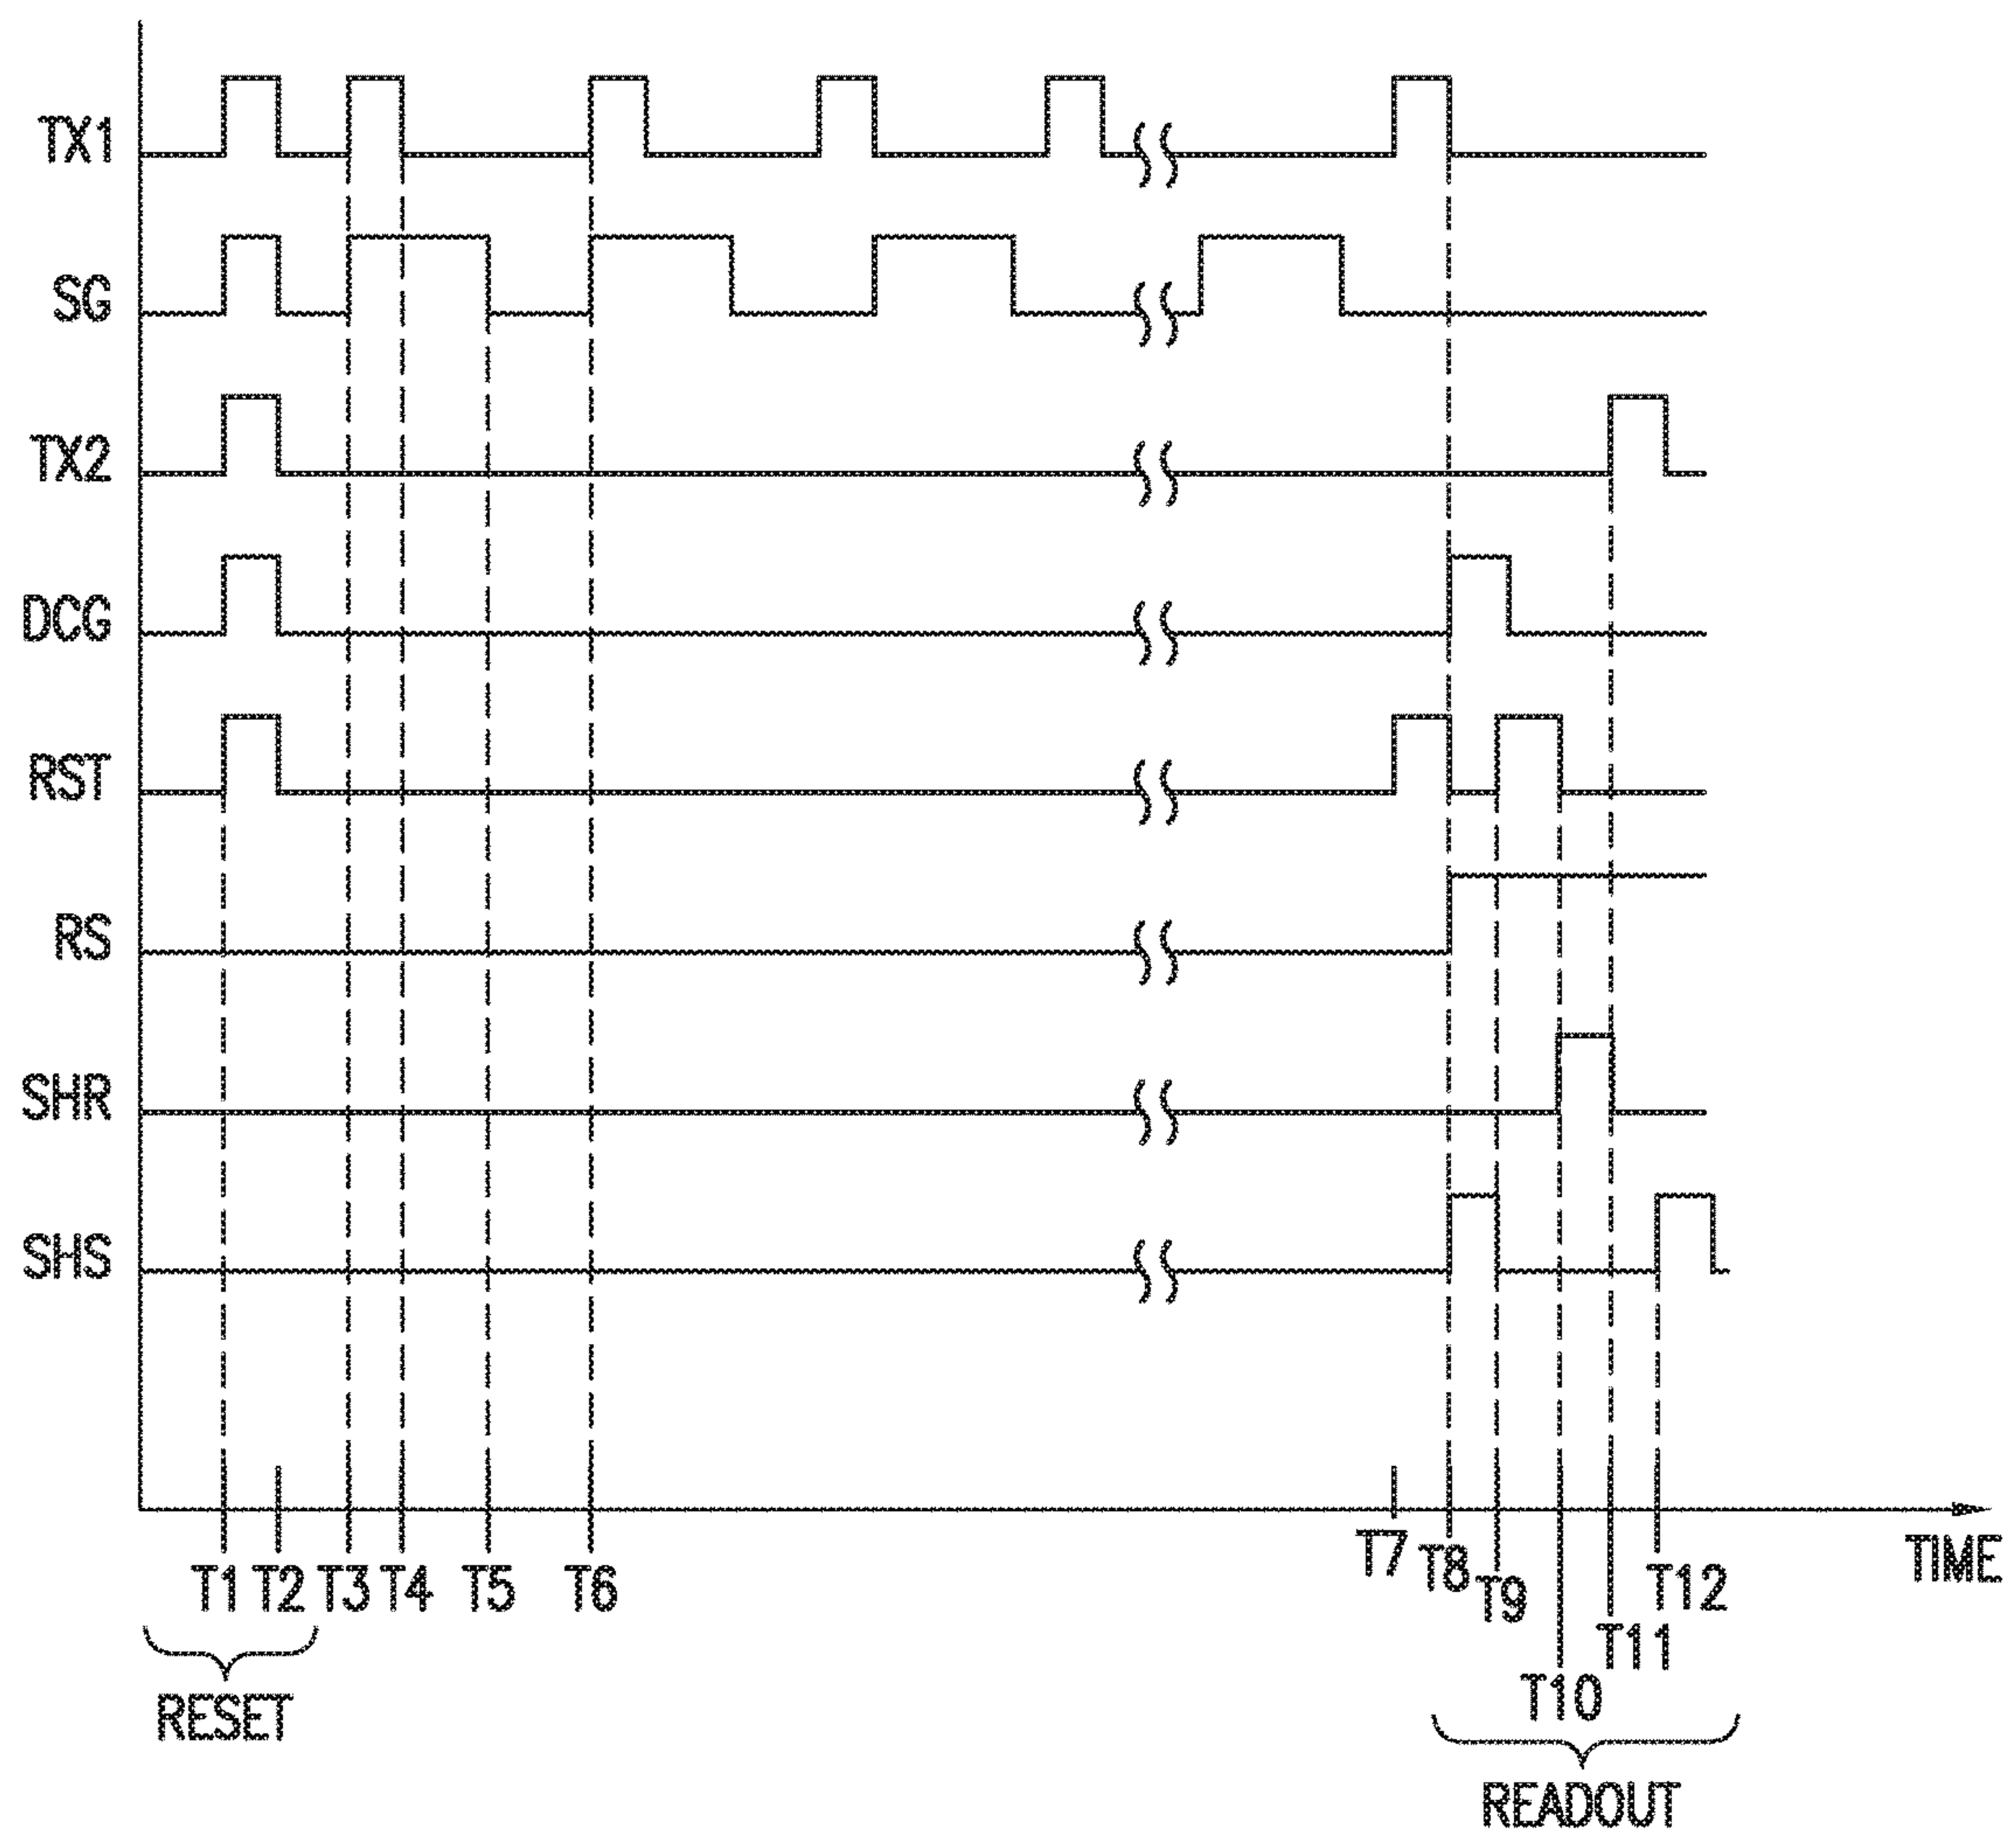 TX1
SG
TX2
DCG
RST
RS
SHR
SHS
T1 T2 T3 T4 T5 T6 T7 T8 T9 T10 T11 T12
TIME
RESET
READOUT